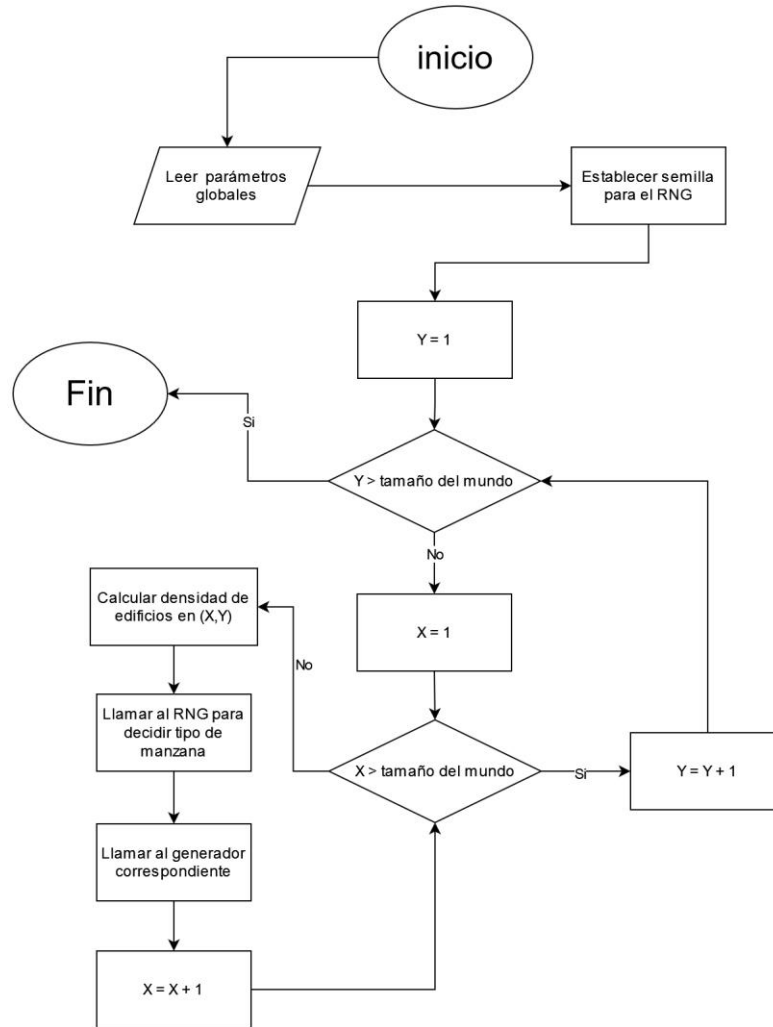 inicio
Leer parámetros
globales
Establecer semilla
para el RNG
Y = 1
Fin
Si
Y > tamaño del mundo
No
Calcular densidad de
edificios en (X,Y)
X = 1
No
Llamar al RNG para
decidir tipo de
manzana
X > tamaño del mundo
Si
Y = Y + 1
Llamar al generador
correspondiente
X = X + 1